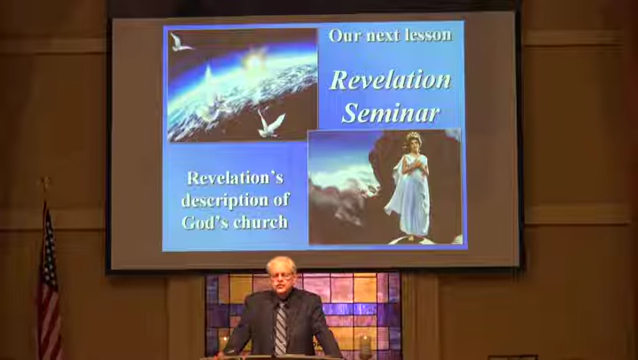 Our next lesson
Revelation
Seminar
Revelation's
description of
God's church